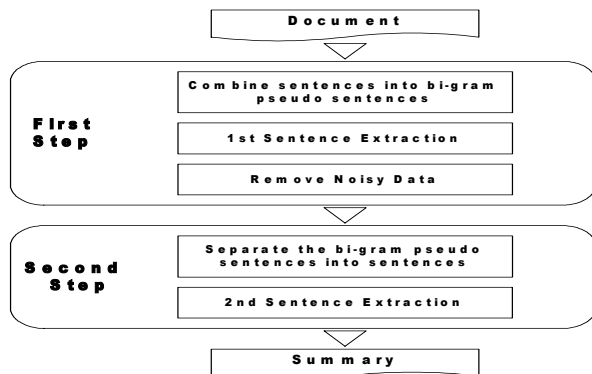 Document
Combine sentences into bi-gram
pseudo sentences
First
Step
1st Sentence Extraction
Remove Noisy Data
Separate the bi-gram pseudo
sentences into sentences
Second
Step
2nd Sentence Extraction
Summary